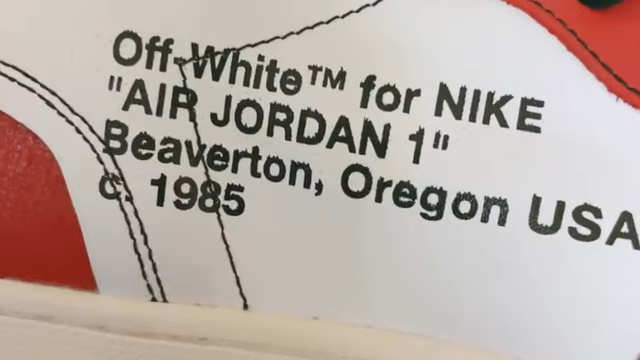 Off-White™ for NIKE
"AIR JORDAN 1"
Beaverton, Oregon USA
c. 1985